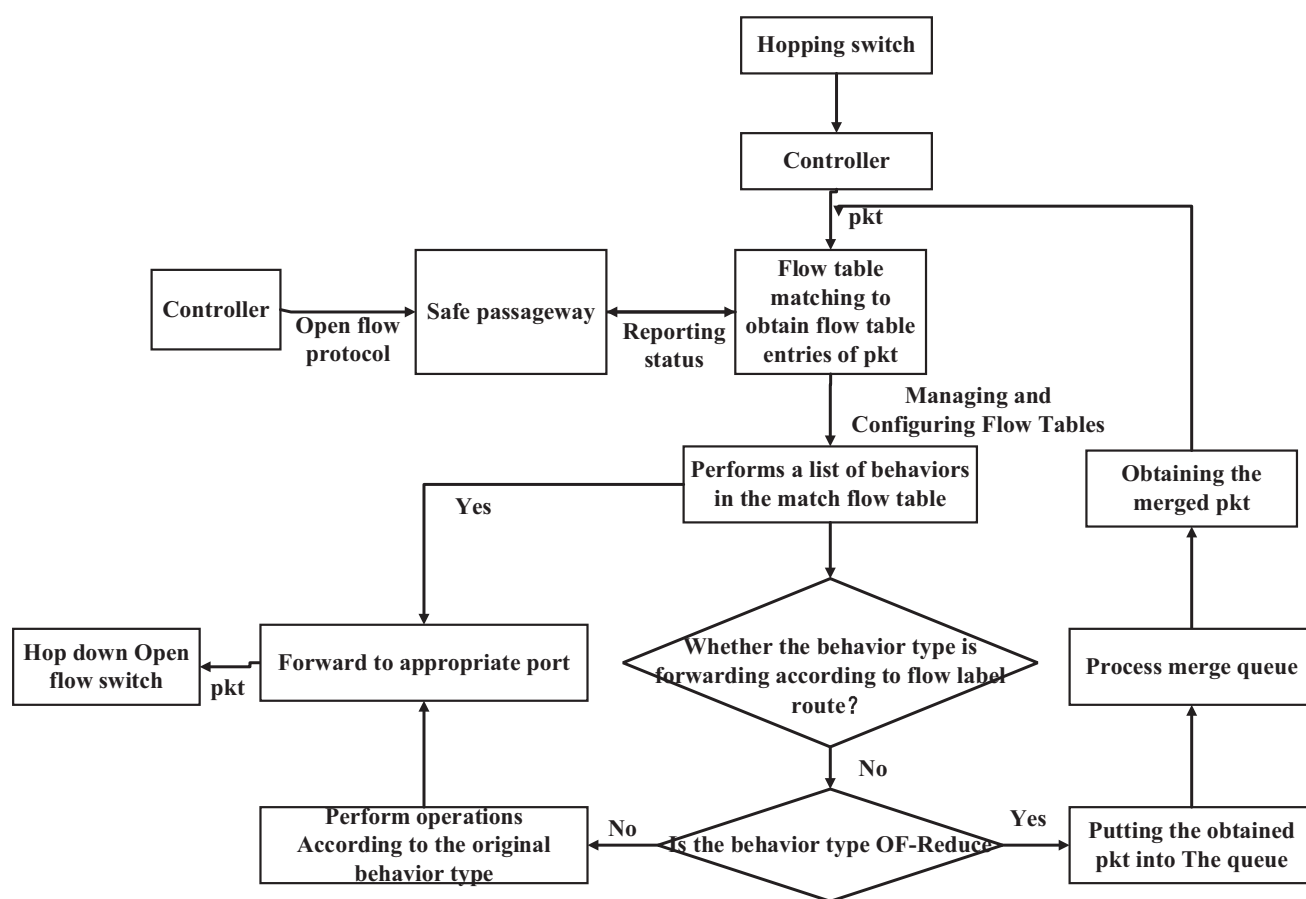 Hopping switch
Controller
pkt
Controller
Open flow
protocol
Safe passageway
Reporting
status
Flow table
matching to
obtain flow table
entries of pkt
Managing and
Configuring Flow Tables
Performs a list of behaviors
in the match flow table
Yes
Obtaining the
merged pkt
Hop down Open
flow switch
pkt
Forward to appropriate port
Whether the behavior type is
forwarding according to flow label
route?
Process merge queue
No
Perform operations
According to the original
behavior type
No
Is the behavior type OF-Reduce
Yes
Putting the obtained
pkt into The queue